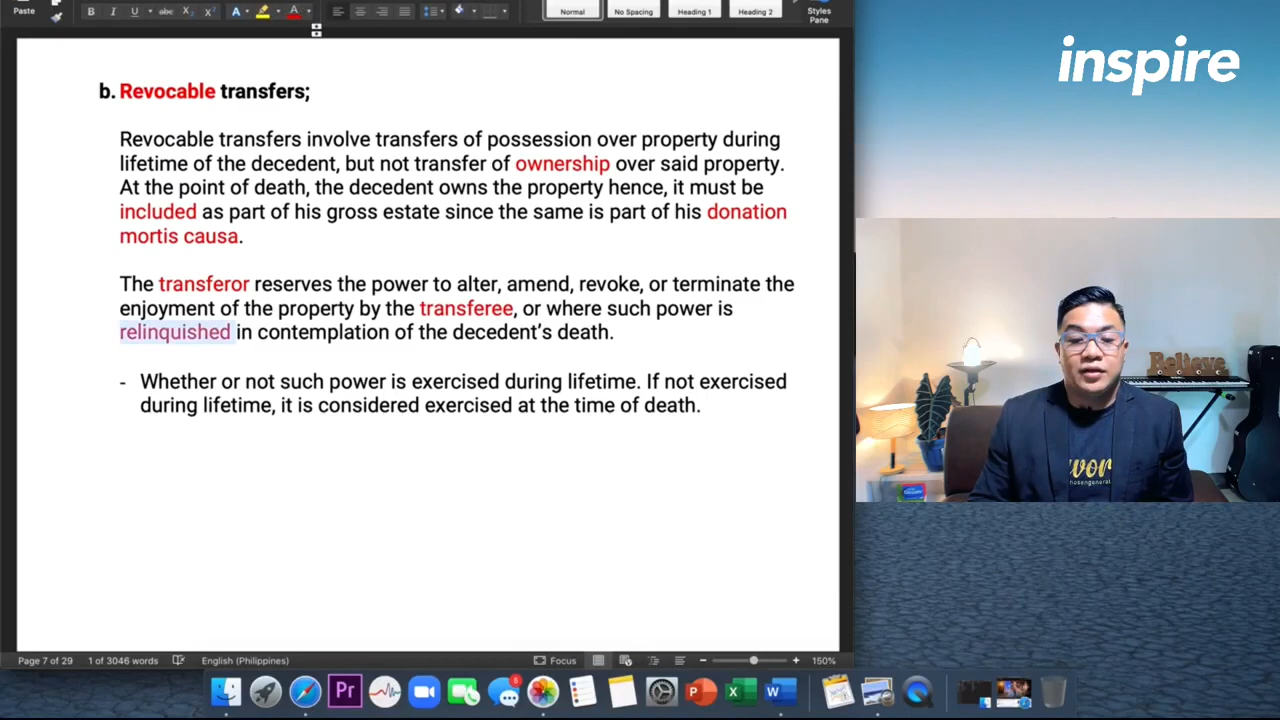 inspire
Paste
B I U abc X₂ X² A A
Normal
No Spacing
Heading 1
Heading 2
Styles
Pane
b. Revocable transfers;
Revocable transfers involve transfers of possession over property during
lifetime of the decedent, but not transfer of ownership over said property.
At the point of death, the decedent owns the property hence, it must be
included as part of his gross estate since the same is part of his donation
mortis causa.
The transferor reserves the power to alter, amend, revoke, or terminate the
enjoyment of the property by the transferee, or where such power is
relinquished in contemplation of the decedent’s death.
- Whether or not such power is exercised during lifetime. If not exercised
during lifetime, it is considered exercised at the time of death.
Believe
Page 7 of 29 1 of 3046 words English (Philippines) Focus 150%
Pr
P
X
W